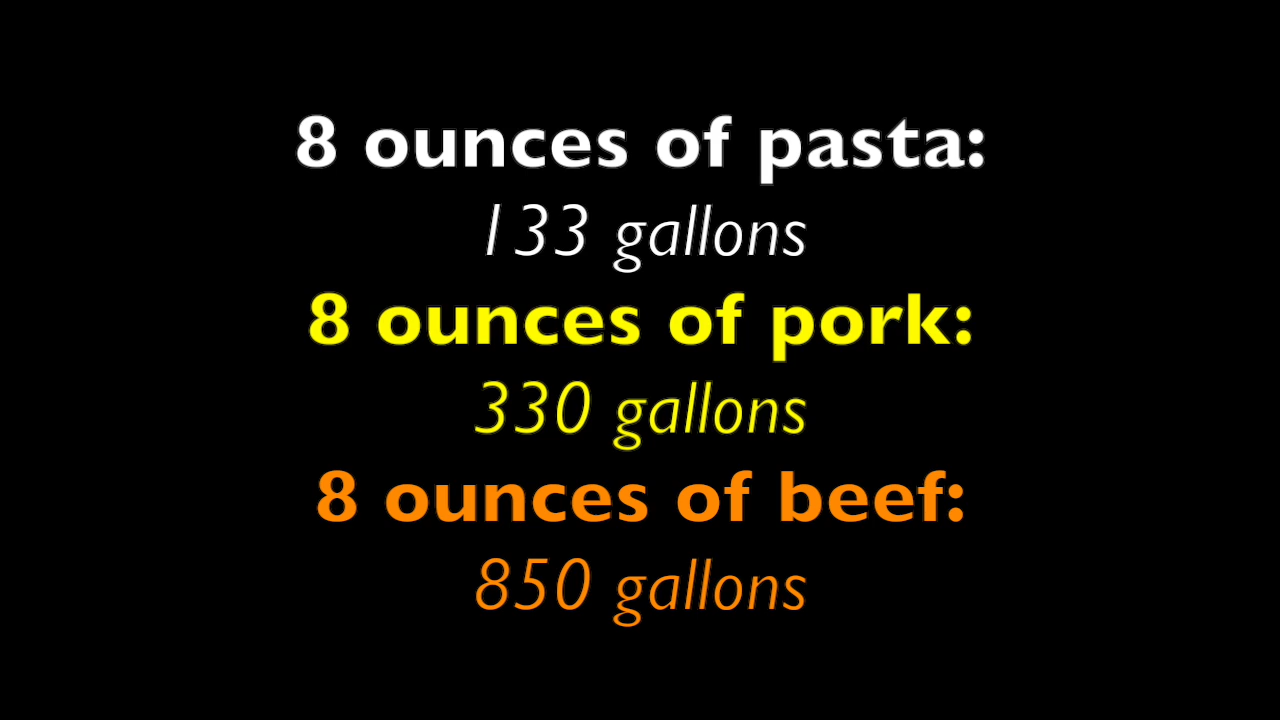 8 ounces of pasta:
133 gallons
8 ounces of pork:
330 gallons
8 ounces of beef:
850 gallons